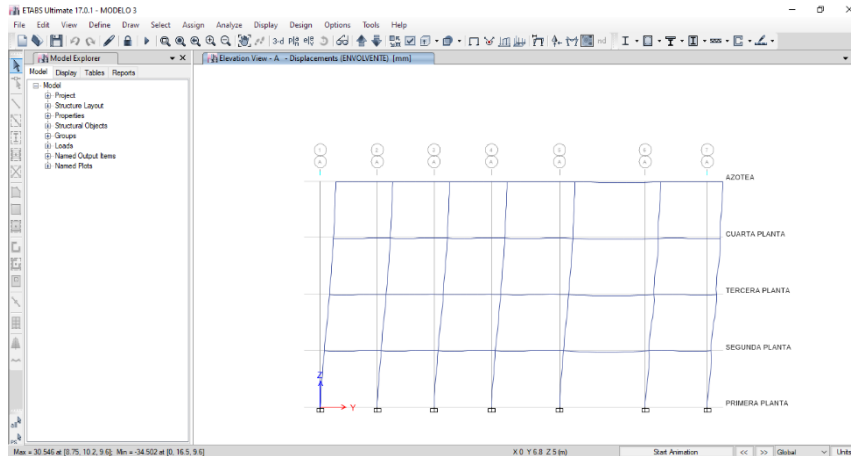 ETABS Ultimate 17.0.1 - MODELO 3
File Edit View Define Draw Select Assign Analyze Display Design Options Tools Help
3-d
nd
Model Explorer
Elevation View - A - Displacements (ENVOLVENTE) [mm]
Model Display Tables Reports
Model
Project
Structure Layout
Properties
Structural Objects
Groups
Loads
Named Output Items
Named Plots
1 2 3 4 5 6 7
A A A A A A A
AZOTEA
CUARTA PLANTA
TERCERA PLANTA
SEGUNDA PLANTA
Z
Y
PRIMERA PLANTA
Max = 30.546 at [8.75, 10.2, 9.6]; Min = -34.502 at [0, 16.5, 9.6]
X 0 Y 6.8 Z 5 (m)
Start Animation
<< >>
Global
Units